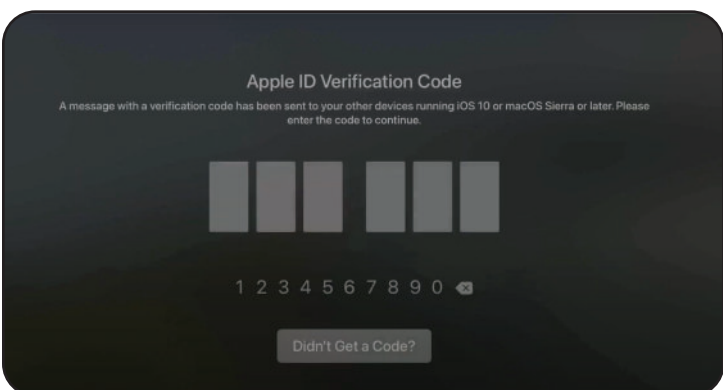 Apple ID Verification Code
A message with a verification code has been sent to your other devices running iOS 10 or macOS Sierra or later. Please
enter the code to continue.
1 2 3 4 5 6 7 8 9 0
Didn't Get a Code?